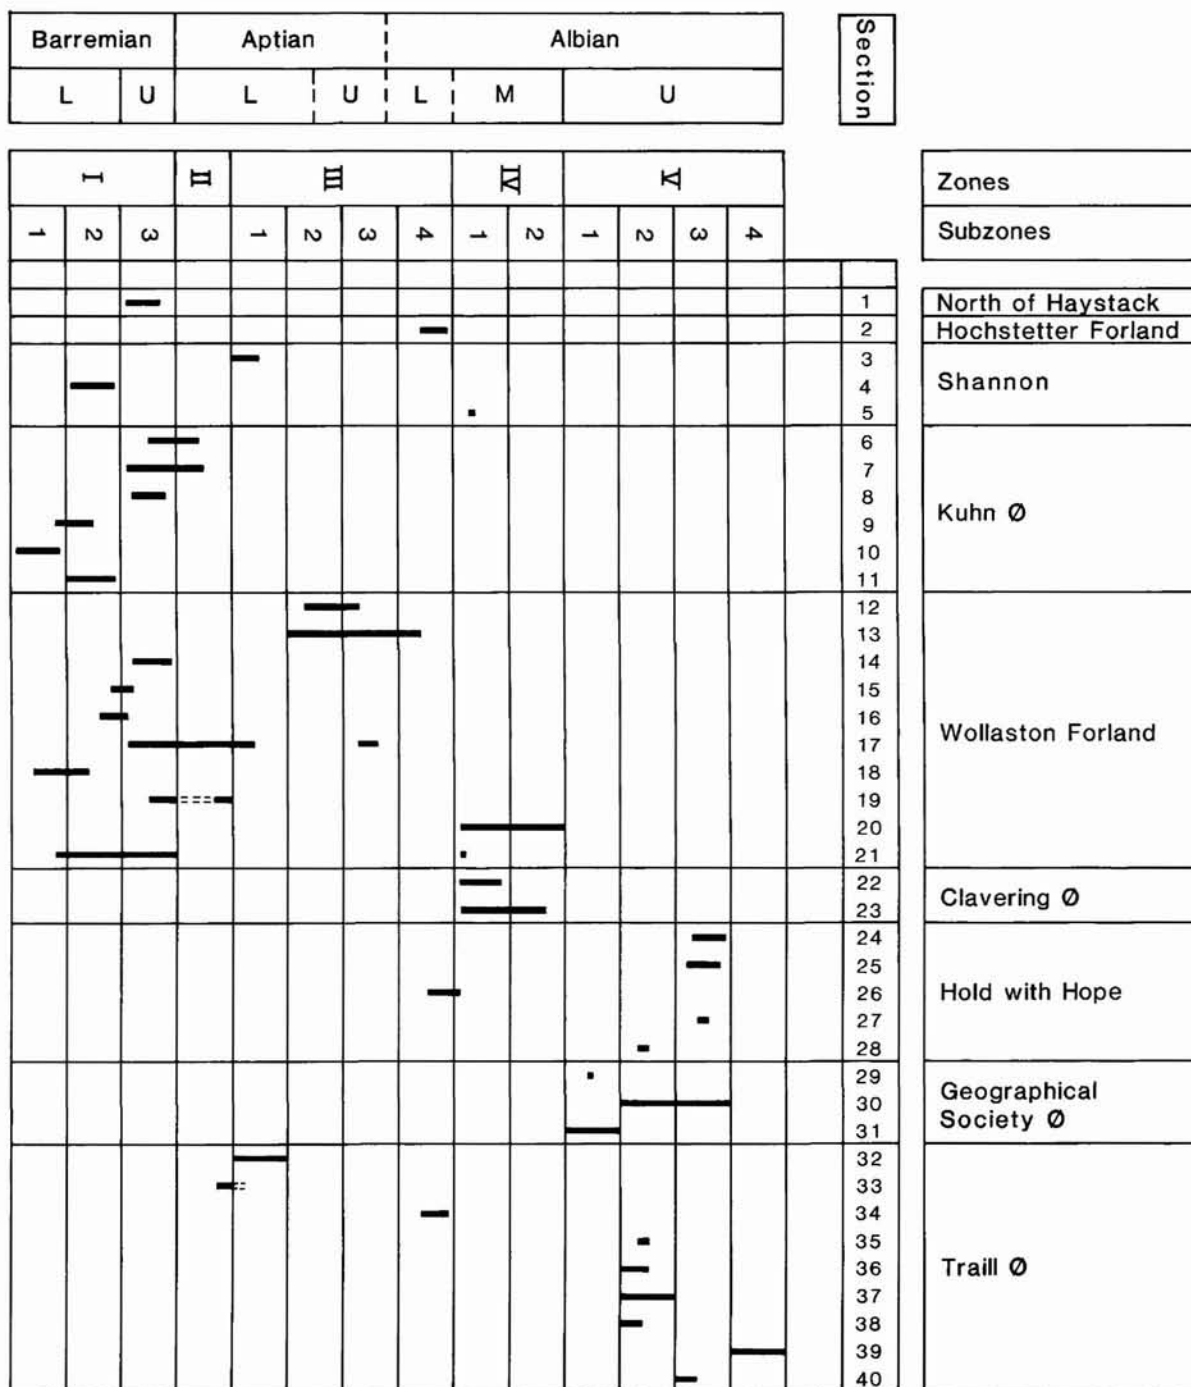 Barremian Aptian Albian Section
L U L U L M U
I II III IV V Zones
1 2 3 1 2 3 4 1 2 1 2 3 4 Subzones
1 North of Haystack
2 Hochstetter Forland
3
4 Shannon
5
6
7
8
9 Kuhn Ø
10
11
12
13
14
15
16
17 Wollaston Forland
18
19
20
21
22 Clavering Ø
23
24
25
26 Hold with Hope
27
28
29 Geographical
30 Society Ø
31
32
33
34
35
36 Traill Ø
37
38
39
40